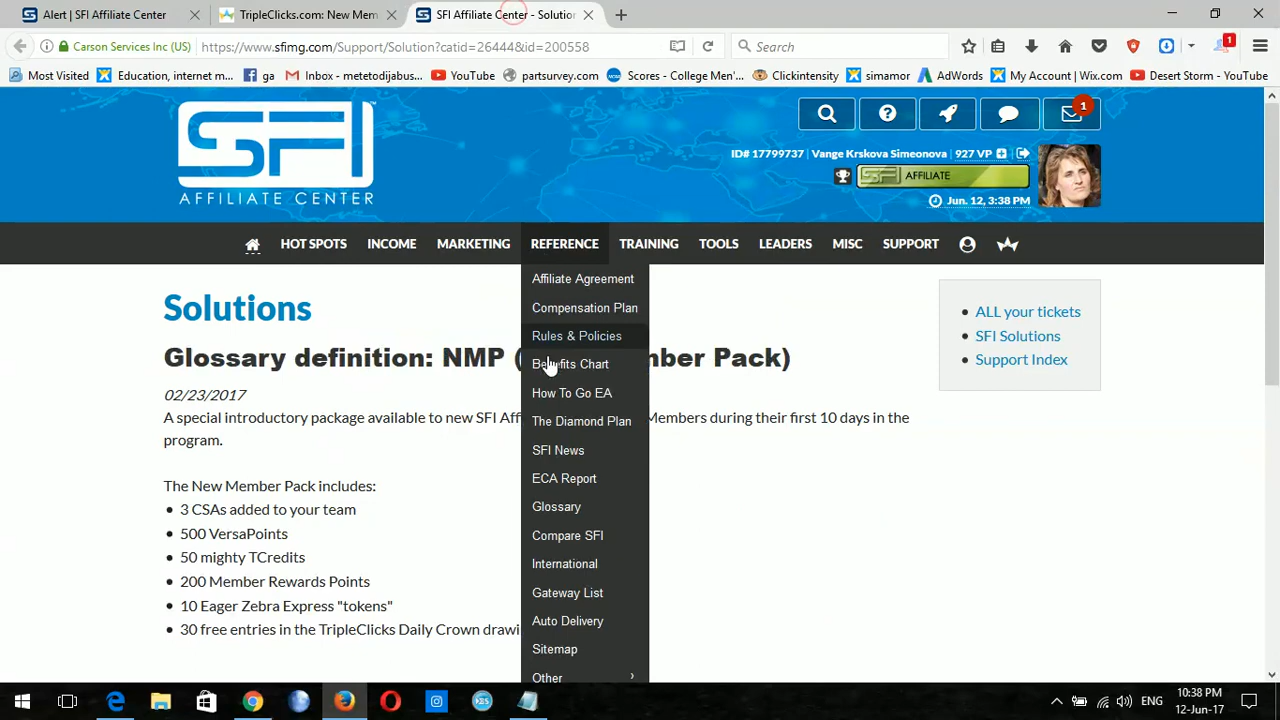 Alert | SFI Affiliate Center
TripleClicks.com: New Mem
SFI Affiliate Center - Solution
Carson Services Inc (US)
https://www.sfimg.com/Support/Solution?catid=26444&id=200558
Search
1
Most Visited
Education, internet m...
ga
Inbox - metetodijabus...
YouTube
partsurvey.com
Scores - College Men'...
Clickintensity
simamor
AdWords
My Account | Wix.com
Desert Storm - YouTube
SFI
AFFILIATE CENTER
1
ID# 17799737 | Vange Krskova Simeonova | 927 VP
SFI AFFILIATE
Jun. 12, 3:38 PM
HOT SPOTS INCOME MARKETING REFERENCE TRAINING TOOLS LEADERS MISC SUPPORT
Affiliate Agreement
Compensation Plan
Rules & Policies
Benefits Chart
How To Go EA
The Diamond Plan
SFI News
ECA Report
Glossary
Compare SFI
International
Gateway List
Auto Delivery
Sitemap
Other
Solutions
Glossary definition: NMP ( mber Pack)
02/23/2017
A special introductory package available to new SFI Aff Members during their first 10 days in the
program.
The New Member Pack includes:
• 3 CSAs added to your team
• 500 VersaPoints
• 50 mighty TCredits
• 200 Member Rewards Points
• 10 Eager Zebra Express "tokens"
• 30 free entries in the TripleClicks Daily Crown drawi
• ALL your tickets
• SFI Solutions
• Support Index
ENG
10:38 PM
12-Jun-17